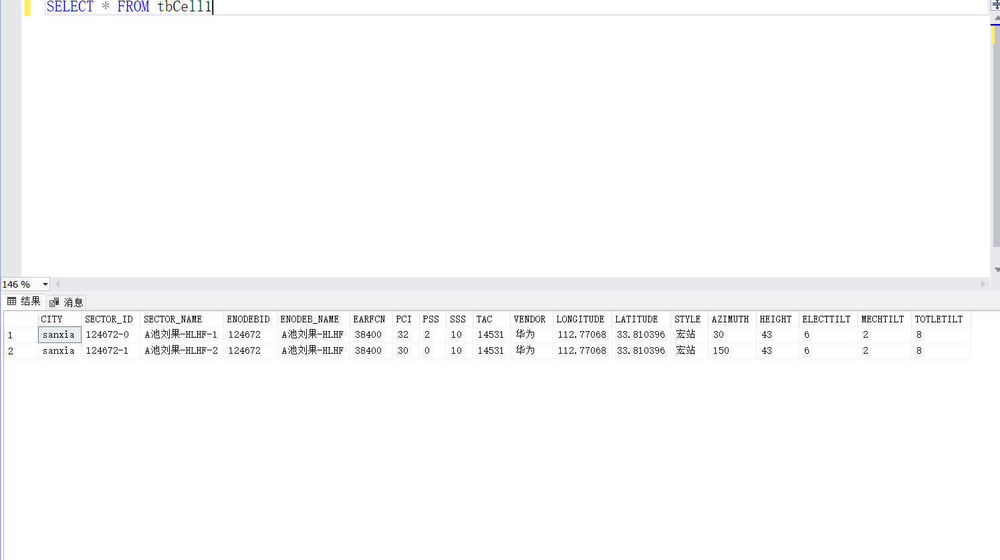 SELECT * FROM tbCell1
146 %
结果 消息
CITY SECTOR_ID SECTOR_NAME ENODEBID ENODEB_NAME EARFCN PCI PSS SSS TAC VENDOR LONGITUDE LATITUDE STYLE AZIMUTH HEIGHT ELECTTILT MECHTILT TOTLETILT
1 sanxia 124672-0 A池刘果-HLHF-1 124672 A池刘果-HLHF 38400 32 2 10 14531 华为 112.77068 33.810396 宏站 30 43 6 2 8
2 sanxia 124672-1 A池刘果-HLHF-2 124672 A池刘果-HLHF 38400 30 0 10 14531 华为 112.77068 33.810396 宏站 150 43 6 2 8